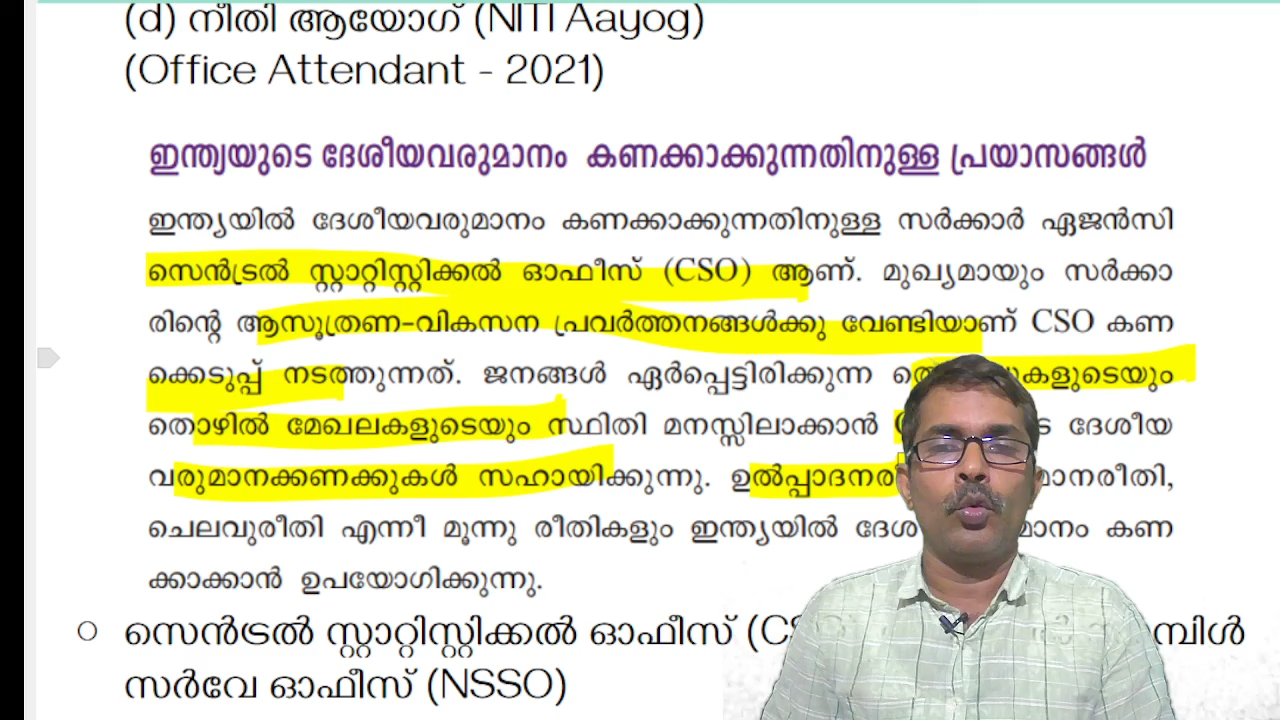 (d) നീതി ആയോഗ് (NITI Aayog)
(Office Attendant - 2021)
ഇന്ത്യയുടെ ദേശീയവരുമാനം കണക്കാക്കുന്നതിനുള്ള പ്രയാസങ്ങൾ
ഇന്ത്യയിൽ ദേശീയവരുമാനം കണക്കാക്കുന്നതിനുള്ള സർക്കാർ ഏജൻസി
സെൻട്രൽ സ്റ്റാറ്റിസ്റ്റിക്കൽ ഓഫീസ് (CSO) ആണ്. മുഖ്യമായും സർക്കാ
രിന്റെ ആസൂത്രണ-വികസന പ്രവർത്തനങ്ങൾക്കു വേണ്ടിയാണ് CSO കണ
ക്കെടുപ്പ് നടത്തുന്നത്. ജനങ്ങൾ ഏർപ്പെട്ടിരിക്കുന്ന
തൊഴിൽ മേഖലകളുടെയും സ്ഥിതി മനസ്സിലാക്കാൻ ദേശീയ
വരുമാനക്കണക്കുകൾ സഹായിക്കുന്നു.
ചെലവുരീതി എന്നീ മൂന്നു രീതികളും ഇന്ത്യയിൽ കണ
ക്കാക്കാൻ ഉപയോഗിക്കുന്നു.
○ സെൻട്രൽ സ്റ്റാറ്റിസ്റ്റിക്കൽ ഓഫീസ്
സർവേ ഓഫീസ് (NSSO)